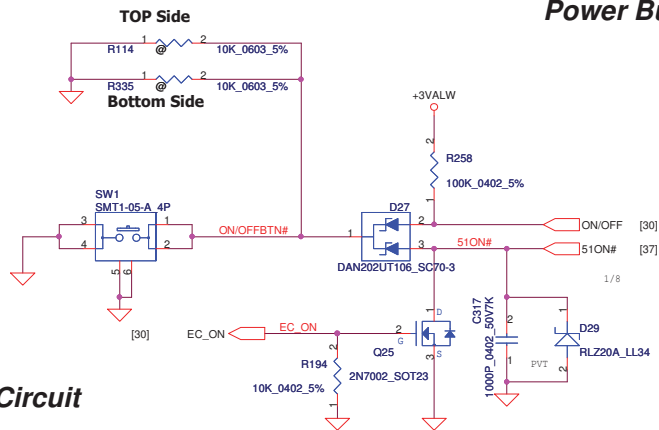 Power Bu
TOP Side
1 2
R114 @ 10K_0603_5%
1 2
R335 @ 10K_0603_5%
Bottom Side
+3VALW
2
R258
100K_0402_5%
1
SW1
SMT1-05-A_4P
3 1
4 2
5 6
ON/OFFBTN#
D27
1 2
3
DAN202UT106_SC70-3
ON/OFF [30]
51ON#
51ON# [37]
1/8
[30] EC_ON
EC_ON
2
G
1 D
3 S
Q25
2N7002_SOT23
2
R194
10K_0402_5%
1
C317
1000P_0402_50V7K
2
1
PVT
1
D29
RLZ20A_LL34
2
Circuit